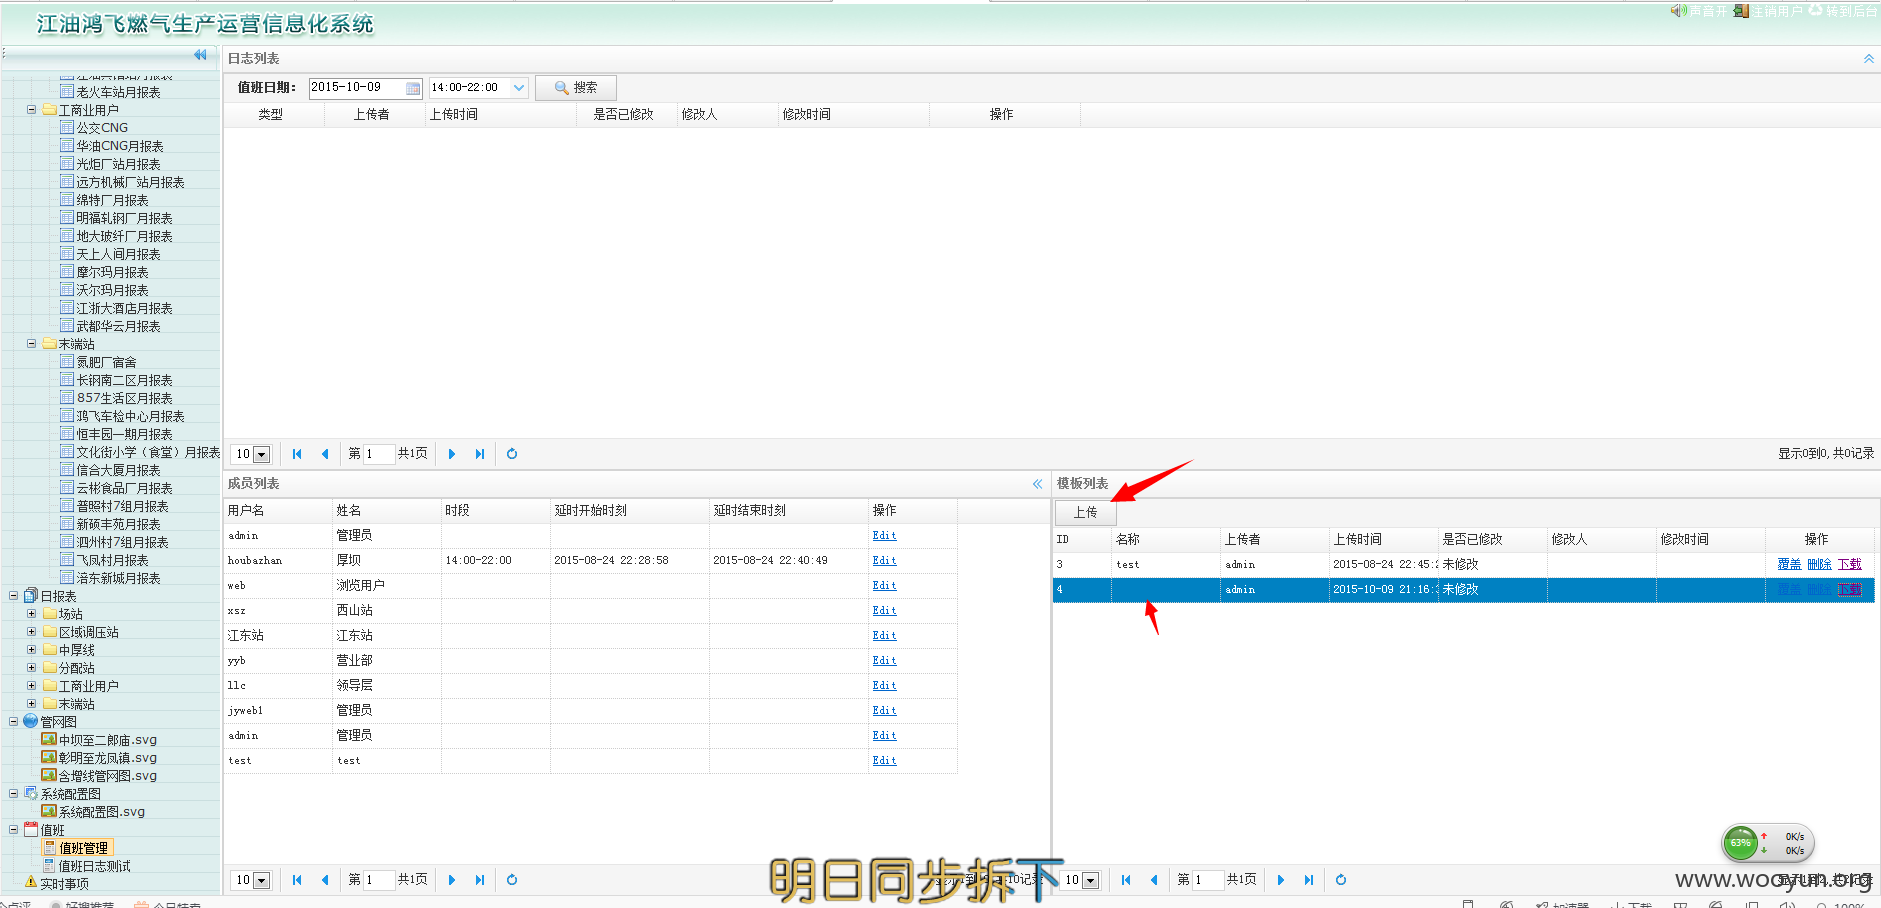 江油鸿飞燃气生产运营信息化系统
声音开 注销用户 转到后台
老火车站月报表
工商业用户
公交CNG
华油CNG月报表
光炬厂站月报表
远方机械厂站月报表
绵特厂月报表
明福轧钢厂月报表
地大玻纤厂月报表
天上人间月报表
摩尔玛月报表
沃尔玛月报表
江浙大酒店月报表
武都华云月报表
末端站
氮肥厂宿舍
长钢南二区月报表
857生活区月报表
鸿飞车检中心月报表
恒丰园一期月报表
文化街小学（食堂）月报表
信合大厦月报表
云彬食品厂月报表
普照村7组月报表
新硕丰苑月报表
泗州村7组月报表
飞凤村月报表
涪东新城月报表
日报表
场站
区域调压站
中厚线
分配站
工商业用户
末端站
管网图
中坝至二郎庙.svg
彰明至龙凤镇.svg
含增线管网图.svg
系统配置图
系统配置图.svg
值班
值班管理
值班日志测试
实时事项
日志列表
值班日期： 2015-10-09 14:00-22:00 搜索
类型 上传者 上传时间 是否已修改 修改人 修改时间 操作
10 第 1 共1页 显示0到0, 共0记录
成员列表
用户名 姓名 时段 延时开始时刻 延时结束时刻 操作
admin 管理员 Edit
houbazhan 厚坝 14:00-22:00 2015-08-24 22:28:58 2015-08-24 22:40:49 Edit
web 浏览用户 Edit
xsz 西山站 Edit
江东站 江东站 Edit
yyb 营业部 Edit
llc 领导层 Edit
jyweb1 管理员 Edit
admin 管理员 Edit
test test Edit
10 第 1 共1页
模板列表
上传
ID 名称 上传者 上传时间 是否已修改 修改人 修改时间 操作
3 test admin 2015-08-24 22:45: 未修改 覆盖 删除 下载
4 admin 2015-10-09 21:16: 未修改 覆盖 删除 下载
10 第 1 共1页
63% 0K/s
0K/s
明日同步拆下
www.wooyun.org
加速器 下载 100%